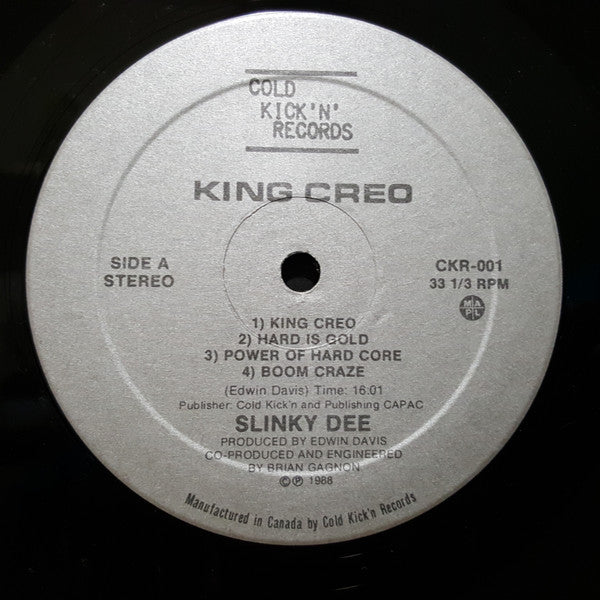 COLD
KICK'N'
RECORDS
KING CREO
SIDE A
STEREO
CKR-001
33 1/3 RPM
MAPL
1) KING CREO
2) HARD IS GOLD
3) POWER OF HARD CORE
4) BOOM CRAZE
(Edwin Davis) Time: 16:01
Publisher: Cold Kick'n and Publishing CAPAC
SLINKY DEE
PRODUCED BY EDWIN DAVIS
CO-PRODUCED AND ENGINEERED
BY BRIAN GAGNON
©℗ 1988
Manufactured in Canada by Cold Kick'n Records